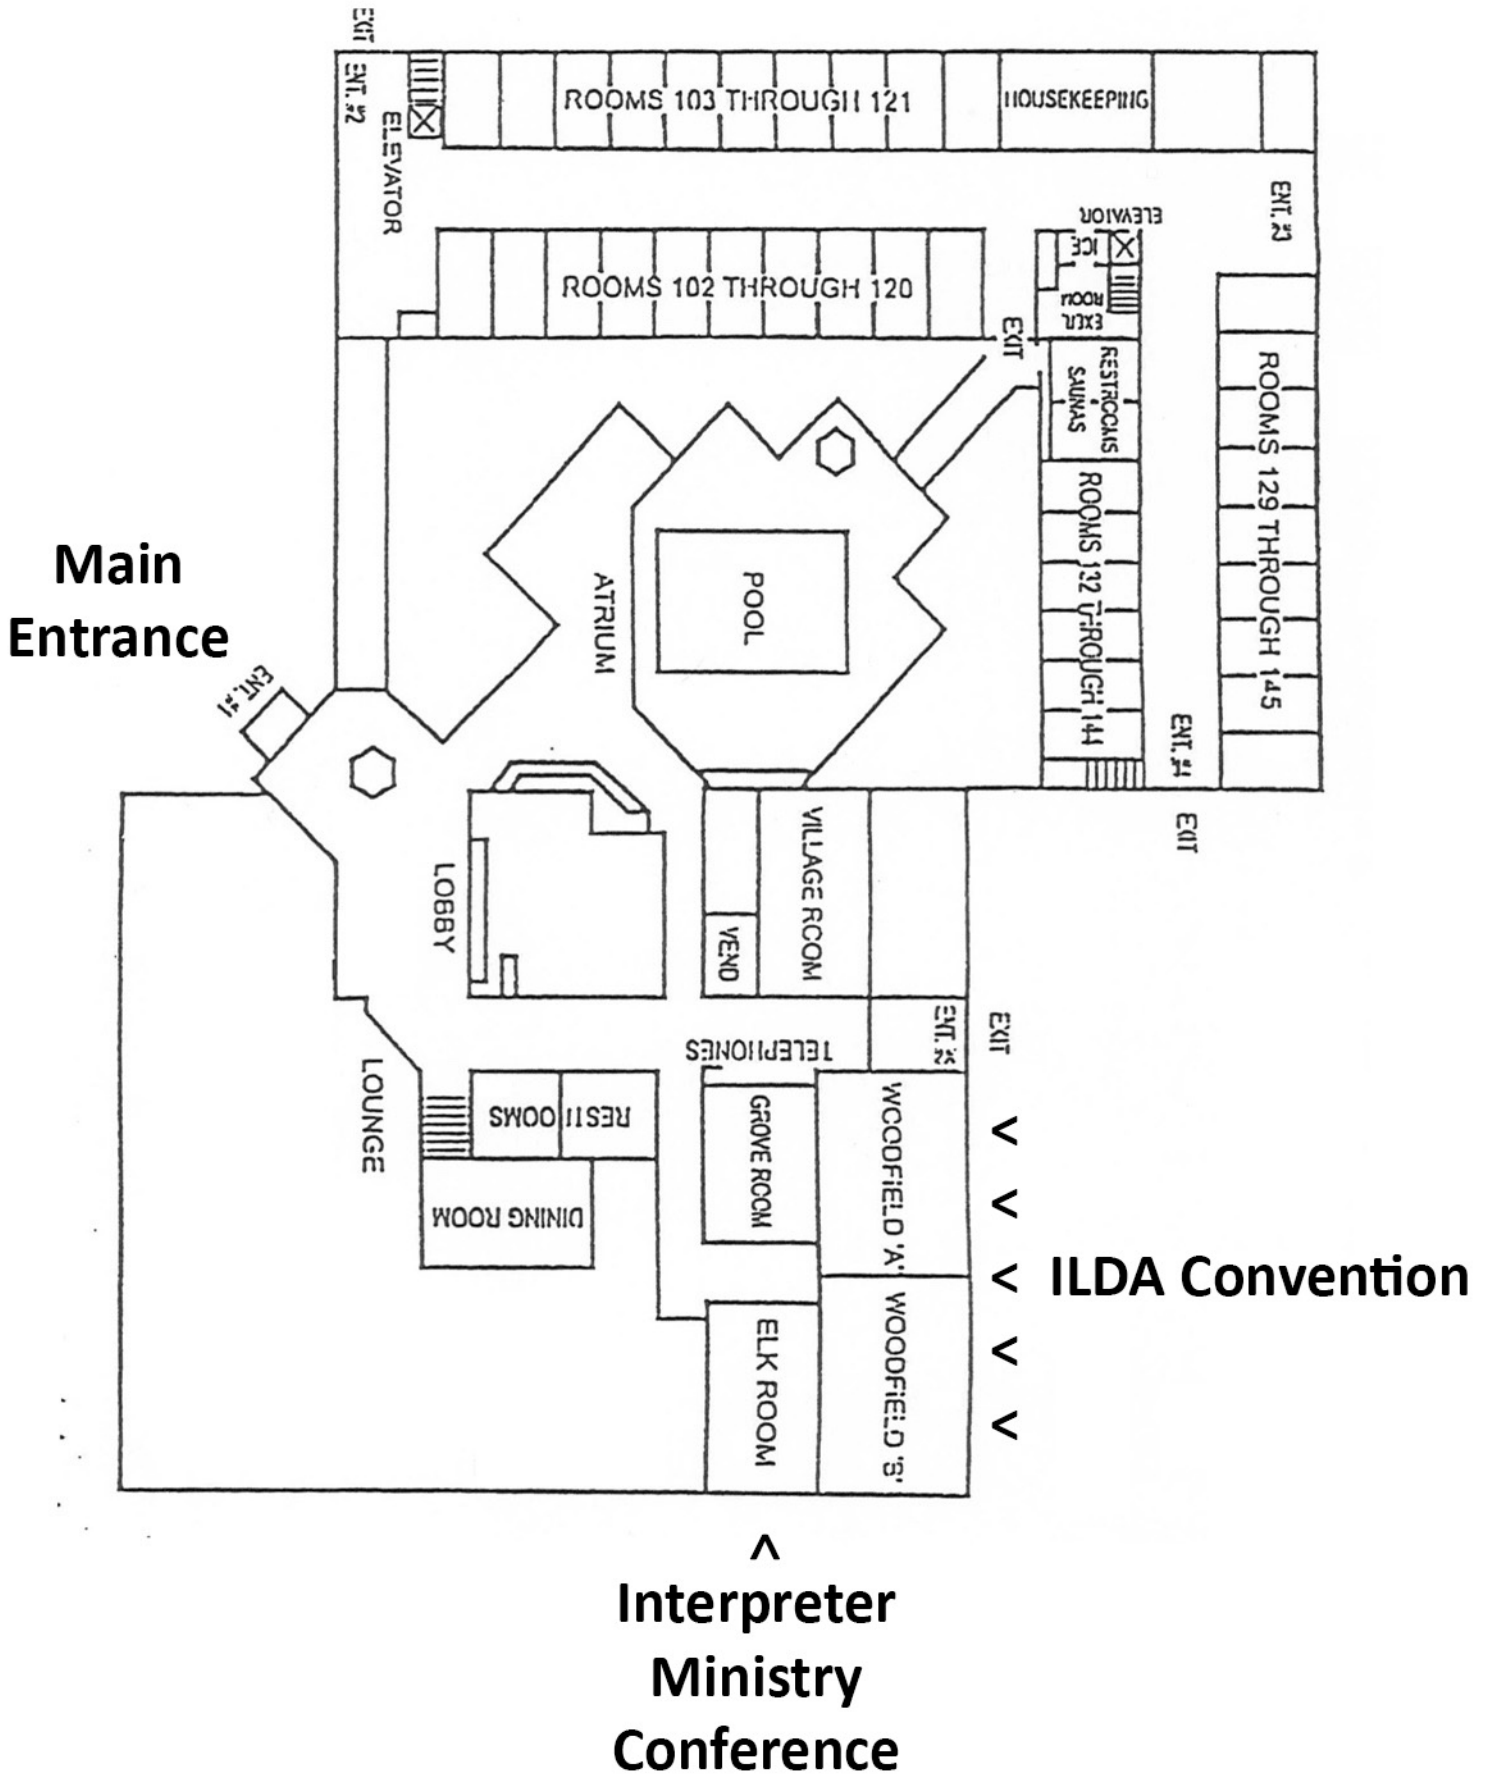 EXIT
ENT. #2
ELEVATOR
ROOMS 103 THROUGH 121
HOUSEKEEPING
ENT. #3
ELEVATOR
ICE
ROOMS 102 THROUGH 120
ROOM
EXER.
EXIT
RESTROOMS
SAUNAS
ROOMS 129 THROUGH 145
ROOMS 132 THROUGH 144
POOL
ATRIUM
Main
Entrance
ENT. #1
ENT. #4
EXIT
VILLAGE ROOM
LOBBY
VEND
TELEPHONES
EXIT
LOUNGE
RESTROOMS
DINING ROOM
GROVE ROOM
WOODFIELD 'A'
< 
<
< ILDA Convention
<
<
ELK ROOM
WOODFIELD 'B'
^
Interpreter
Ministry
Conference